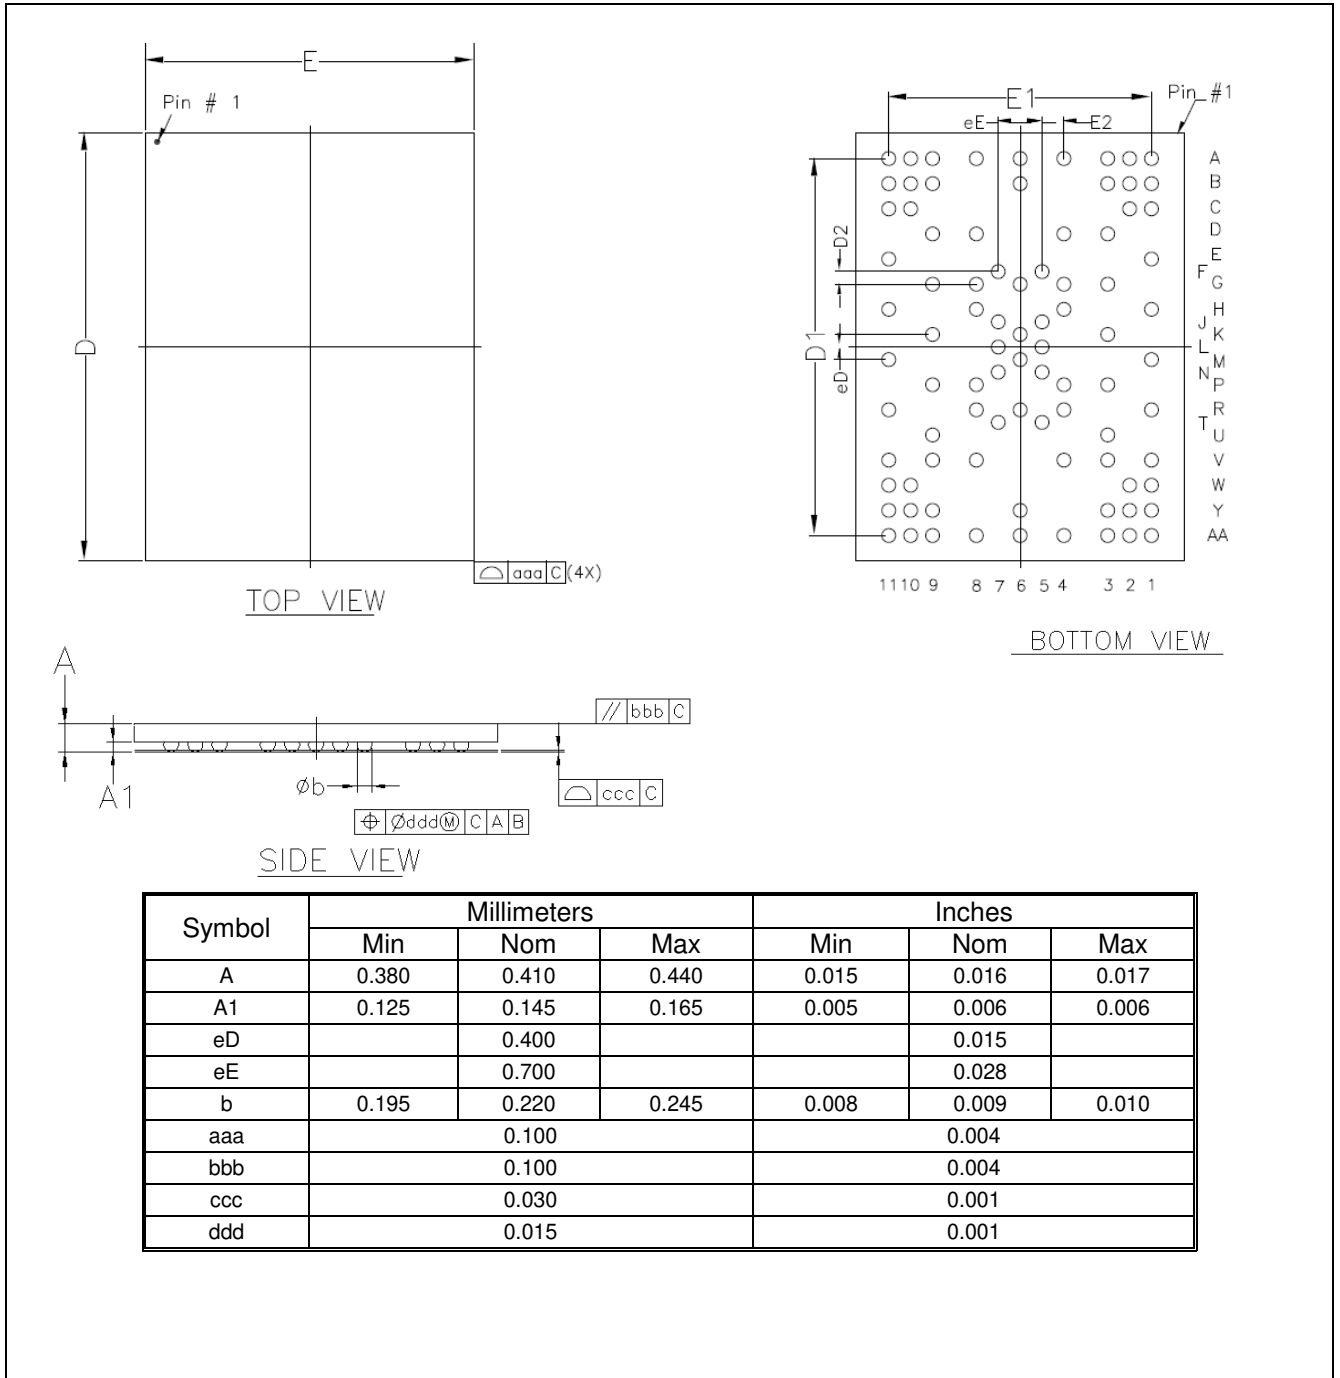 E
Pin # 1
D
aaa C (4X)
TOP VIEW
E1
Pin #1
eE
E2
D2
D1
eD
A
B
C
D
E
F
G
H
J
K
L
M
N
P
R
T
U
V
W
Y
AA
11 10 9 8 7 6 5 4 3 2 1
BOTTOM VIEW
A
A1
// bbb C
Øb
ccc C
⌖ Øddd Ⓜ C A B
SIDE VIEW
Symbol Millimeters Inches
Min Nom Max Min Nom Max
A 0.380 0.410 0.440 0.015 0.016 0.017
A1 0.125 0.145 0.165 0.005 0.006 0.006
eD 0.400 0.015
eE 0.700 0.028
b 0.195 0.220 0.245 0.008 0.009 0.010
aaa 0.100 0.004
bbb 0.100 0.004
ccc 0.030 0.001
ddd 0.015 0.001